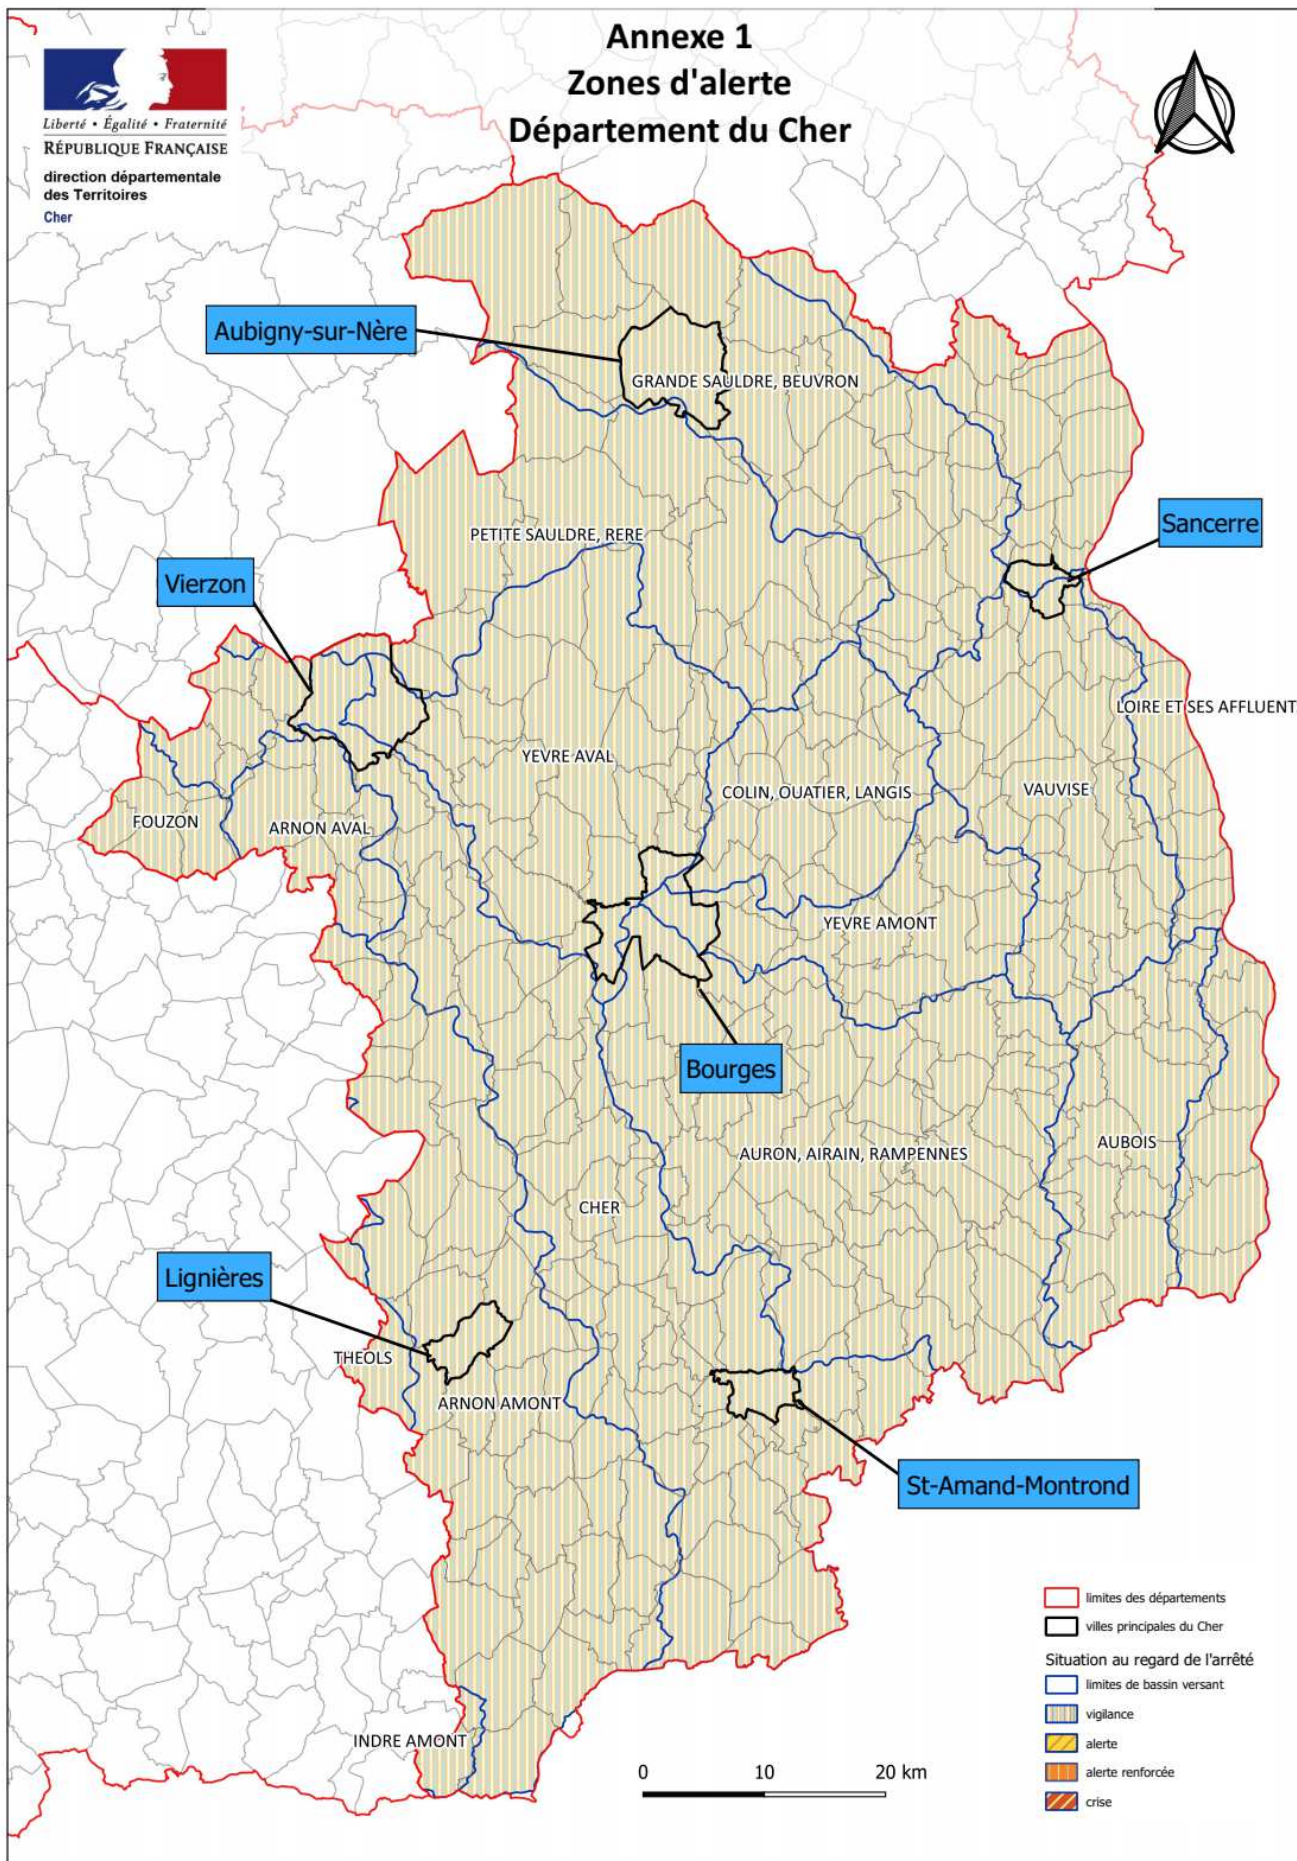 Annexe 1
Zones d'alerte
Département du Cher
Liberté • Égalité • Fraternité
RÉPUBLIQUE FRANÇAISE
direction départementale
des Territoires
Cher
Aubigny-sur-Nère
GRANDE SAULDRE, BEUVRON
Sancerre
PETITE SAULDRE, RERE
Vierzon
LOIRE ET SES AFFLUENT
YEVRE AVAL
COLIN, OUATIER, LANGIS
VAUVISE
FOUZON
ARNON AVAL
YEVRE AMONT
Bourges
AURON, AIRAIN, RAMPENNES
AUBOIS
CHER
Lignières
THEOLS
ARNON AMONT
St-Amand-Montrond
INDRE AMONT
limites des départements
villes principales du Cher
Situation au regard de l'arrêté
limites de bassin versant
vigilance
alerte
alerte renforcée
crise
0 10 20 km